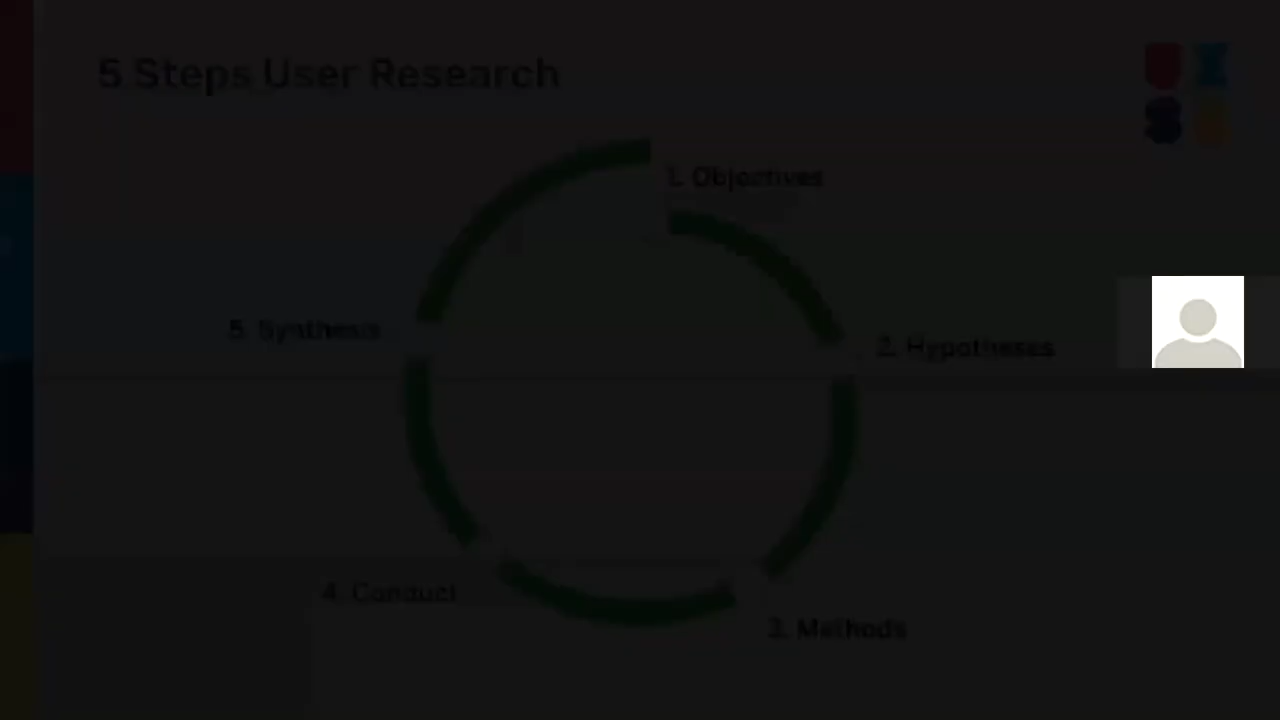 5 Steps User Research
1. Objectives
2. Hypotheses
3. Methods
4. Conduct
5. Synthesis